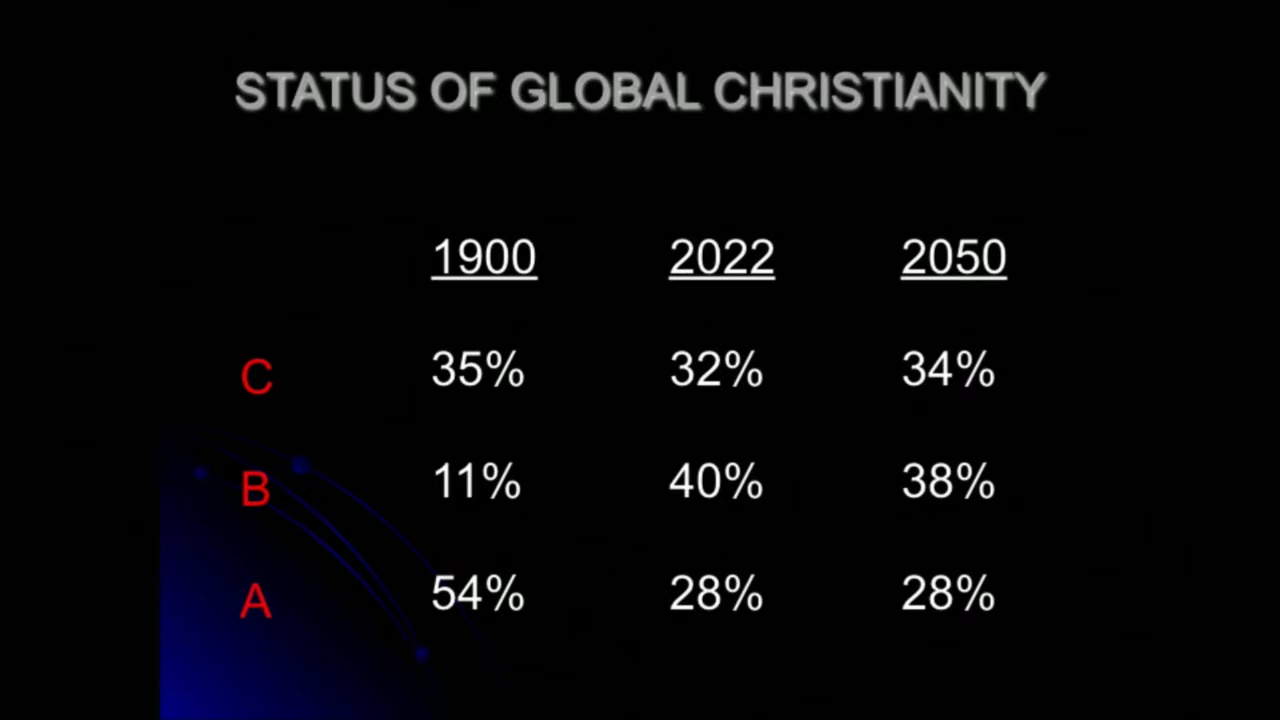 STATUS OF GLOBAL CHRISTIANITY
1900 2022 2050
C 35% 32% 34%
B 11% 40% 38%
A 54% 28% 28%